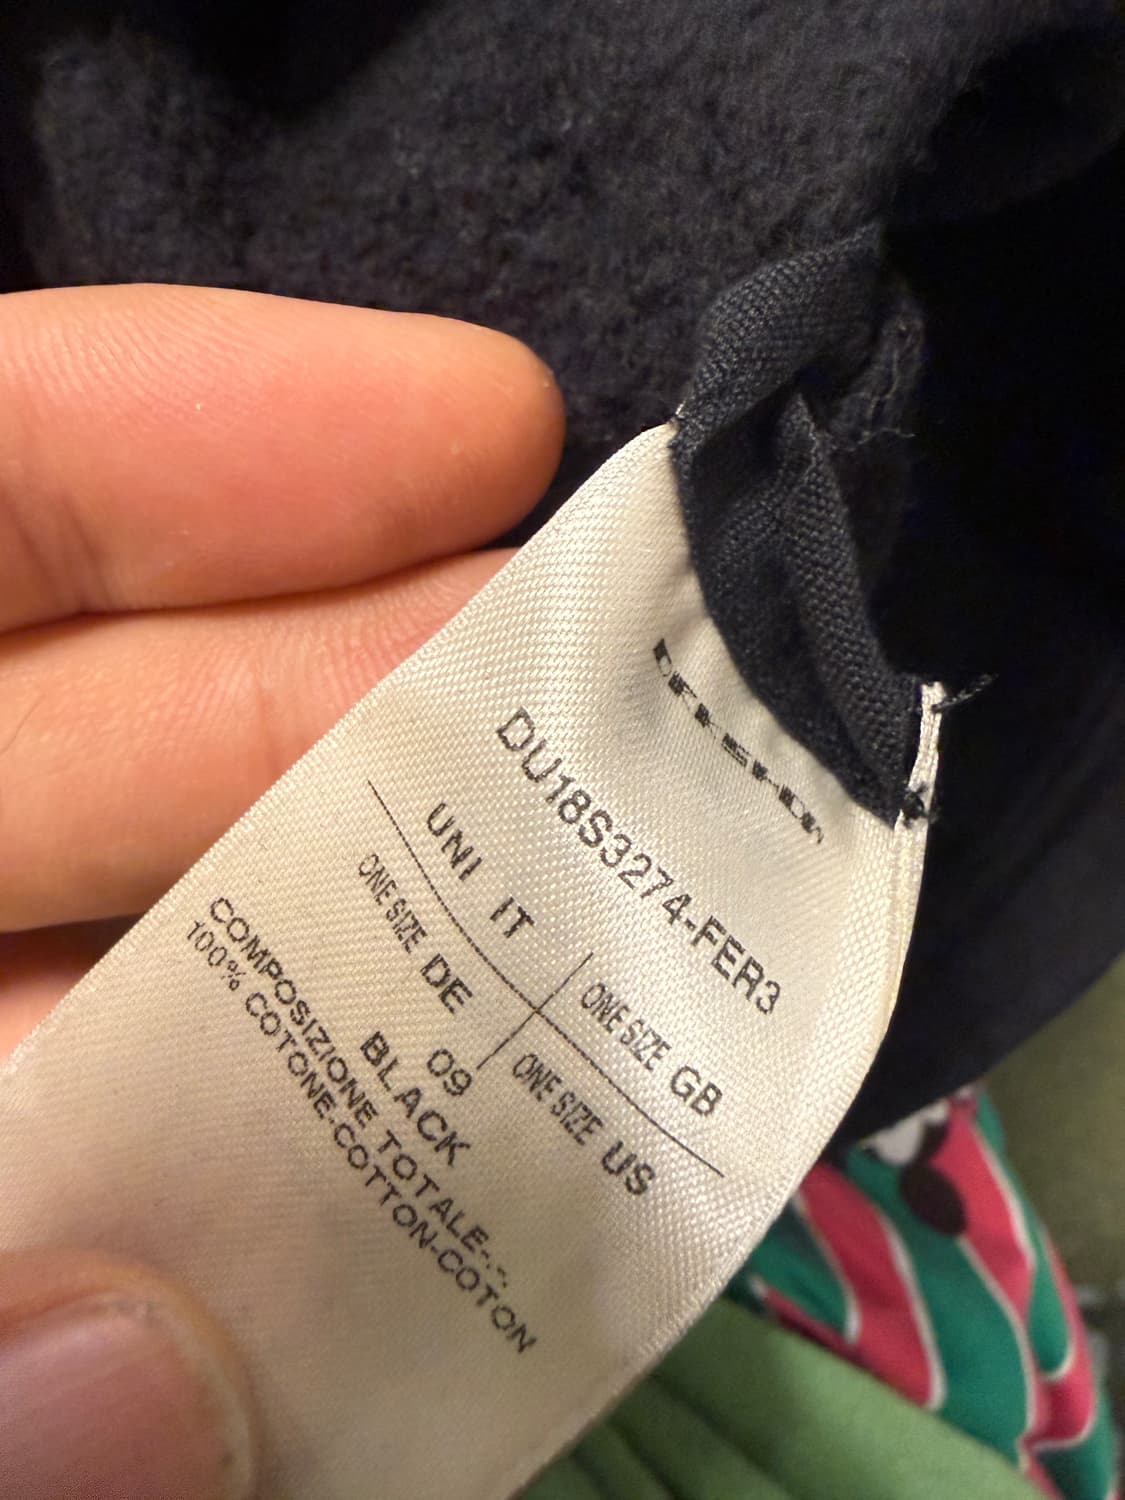 DRKSHDW
DU18S3274-FER3
UNI IT ONE SIZE GB
ONE SIZE DE ONE SIZE US
09
BLACK
COMPOSIZIONE TOTALE-.-
100% COTONE-COTTON-COTON